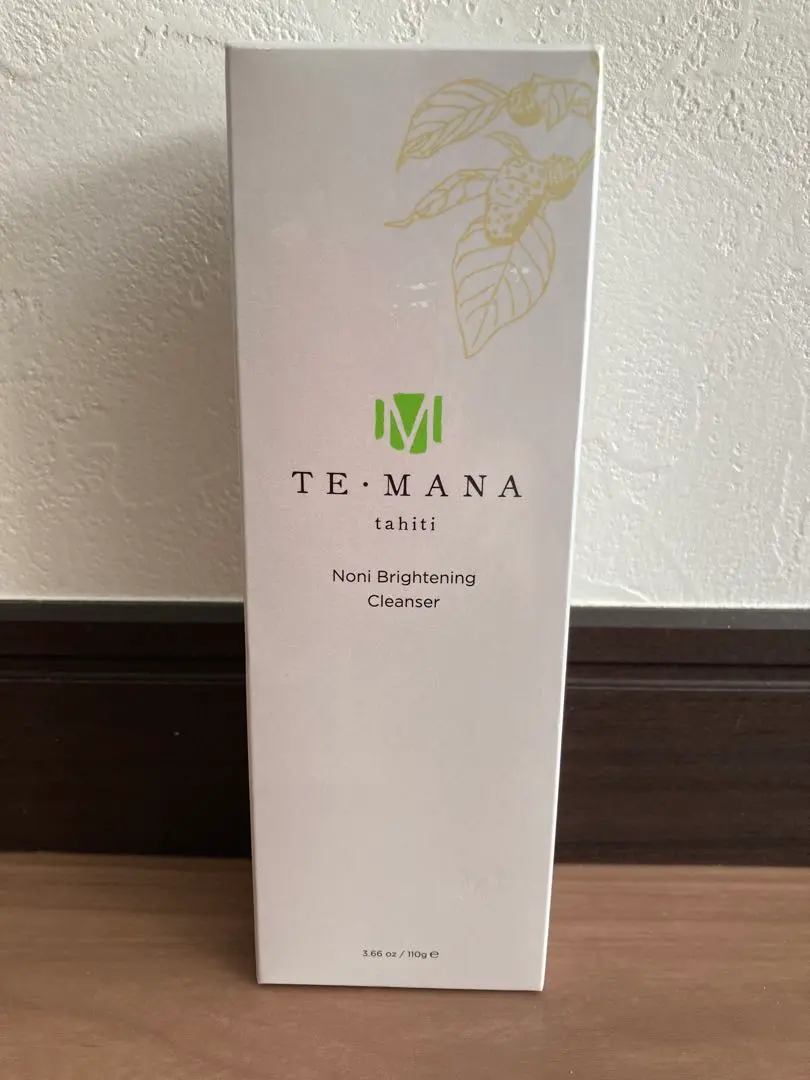 TE·MANA
tahiti
Noni Brightening
Cleanser
3.66 oz / 110g ℮